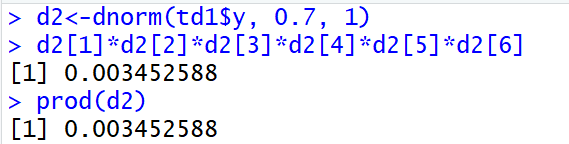 > d2<-dnorm(td1$y, 0.7, 1)
> d2[1]*d2[2]*d2[3]*d2[4]*d2[5]*d2[6]
[1] 0.003452588
> prod(d2)
[1] 0.003452588